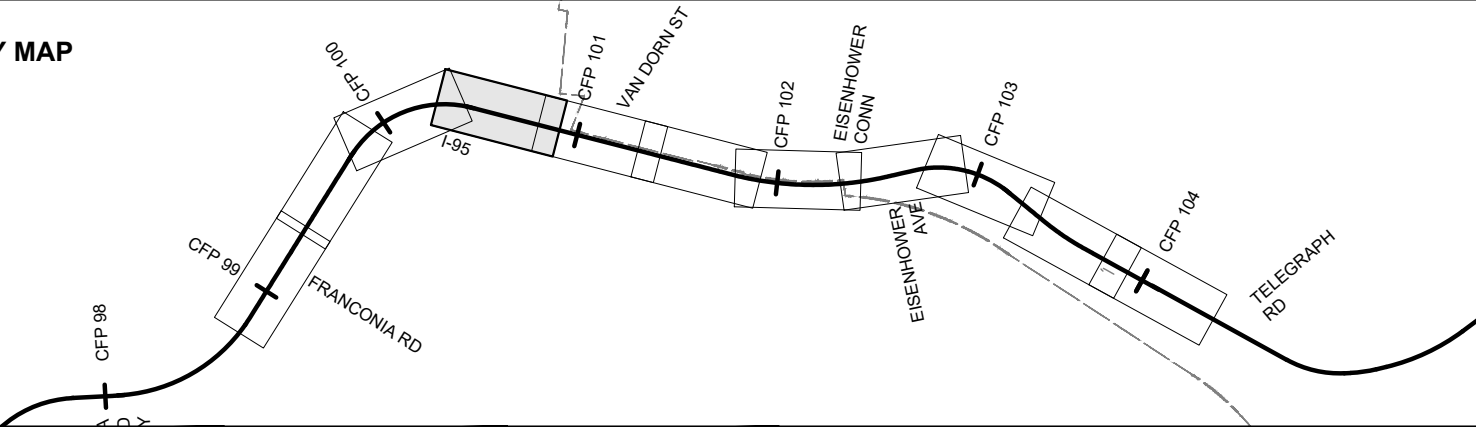 Y MAP
CFP 98
CFP 99
FRANCONIA RD
CFP 100
I-95
CFP 101
VAN DORN ST
CFP 102
EISENHOWER
CONN
EISENHOWER
AVE
CFP 103
CFP 104
TELEGRAPH
RD